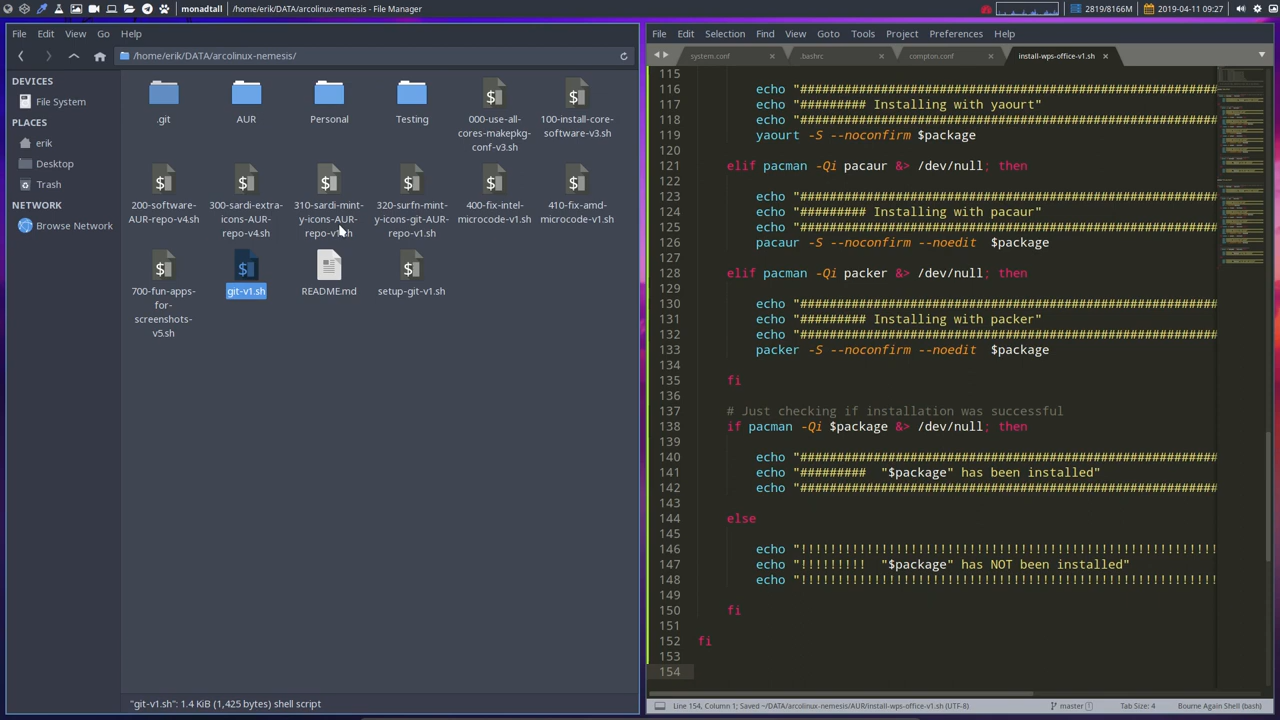 monadtall
/home/erik/DATA/arcolinux-nemesis - File Manager
2819/8166M
2019-04-11 09:27
File Edit View Go Help
/home/erik/DATA/arcolinux-nemesis/
DEVICES
File System
PLACES
erik
Desktop
Trash
NETWORK
Browse Network
.git
AUR
Personal
Testing
000-use-all-
cores-makepkg-
conf-v3.sh
100-install-core-
software-v3.sh
200-software-
AUR-repo-v4.sh
300-sardi-extra-
icons-AUR-
repo-v4.sh
310-sardi-mint-
y-icons-AUR-
320-surfn-mint-
y-icons-git-AUR-
repo-v1.sh
400-fix-intel-
microcode-v1.sh
410-fix-amd-
microcode-v1.sh
700-fun-apps-
for-
screenshots-
v5.sh
git-v1.sh
README.md
setup-git-v1.sh
"git-v1.sh": 1.4 KiB (1,425 bytes) shell script
File Edit Selection Find View Goto Tools Project Preferences Help
system.conf
.bashrc
compton.conf
install-wps-office-v1.sh
115
116 echo "#########################################################
117 echo "######### Installing with yaourt"
118 echo "#########################################################
119 yaourt -S --noconfirm $package
120
121 elif pacman -Qi pacaur &> /dev/null; then
122
123 echo "#########################################################
124 echo "######### Installing with pacaur"
125 echo "#########################################################
126 pacaur -S --noconfirm --noedit  $package
127
128 elif pacman -Qi packer &> /dev/null; then
129
130 echo "#########################################################
131 echo "######### Installing with packer"
132 echo "#########################################################
133 packer -S --noconfirm --noedit  $package
134
135 fi
136
137 # Just checking if installation was successful
138 if pacman -Qi $package &> /dev/null; then
139
140 echo "#########################################################
141 echo "#########  "$package" has been installed"
142 echo "#########################################################
143
144 else
145
146 echo "!!!!!!!!!!!!!!!!!!!!!!!!!!!!!!!!!!!!!!!!!!!!!!!!!!!!!!!!!
147 echo "!!!!!!!!!  "$package" has NOT been installed"
148 echo "!!!!!!!!!!!!!!!!!!!!!!!!!!!!!!!!!!!!!!!!!!!!!!!!!!!!!!!!!
149
150 fi
151
152 fi
153
154
Line 154, Column 1; Saved ~/DATA/arcolinux-nemesis/AUR/install-wps-office-v1.sh (UTF-8)
master 1
Tab Size: 4
Bourne Again Shell (bash)